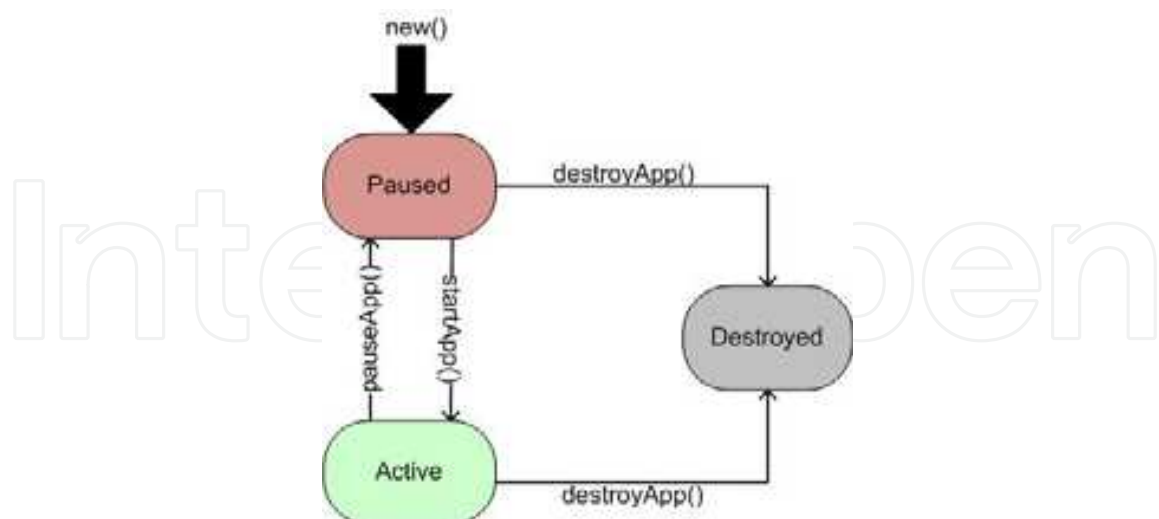 new()
Paused
destroyApp()
pauseApp()
startApp()
Destroyed
Active
destroyApp()